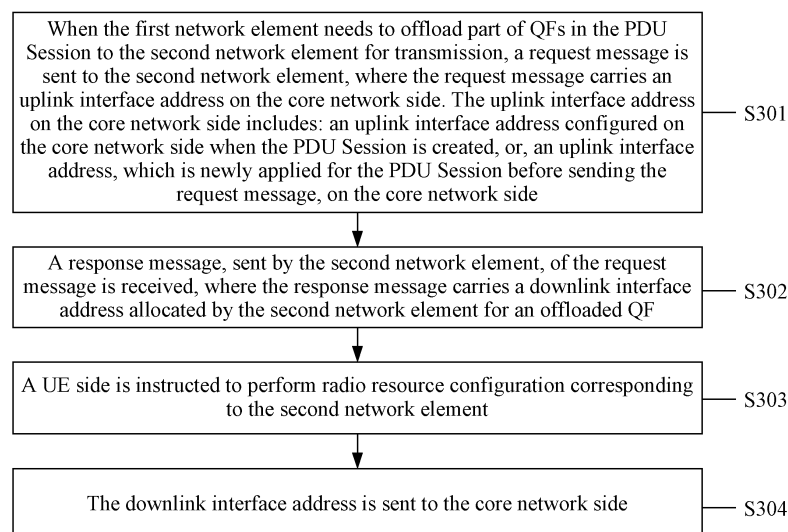 When the first network element needs to offload part of QFs in the PDU
Session to the second network element for transmission, a request message is
sent to the second network element, where the request message carries an
uplink interface address on the core network side. The uplink interface address
on the core network side includes: an uplink interface address configured on
the core network side when the PDU Session is created, or, an uplink interface
address, which is newly applied for the PDU Session before sending the
request message, on the core network side
S301
A response message, sent by the second network element, of the request
message is received, where the response message carries a downlink interface
address allocated by the second network element for an offloaded QF
S302
A UE side is instructed to perform radio resource configuration corresponding
to the second network element
S303
The downlink interface address is sent to the core network side
S304